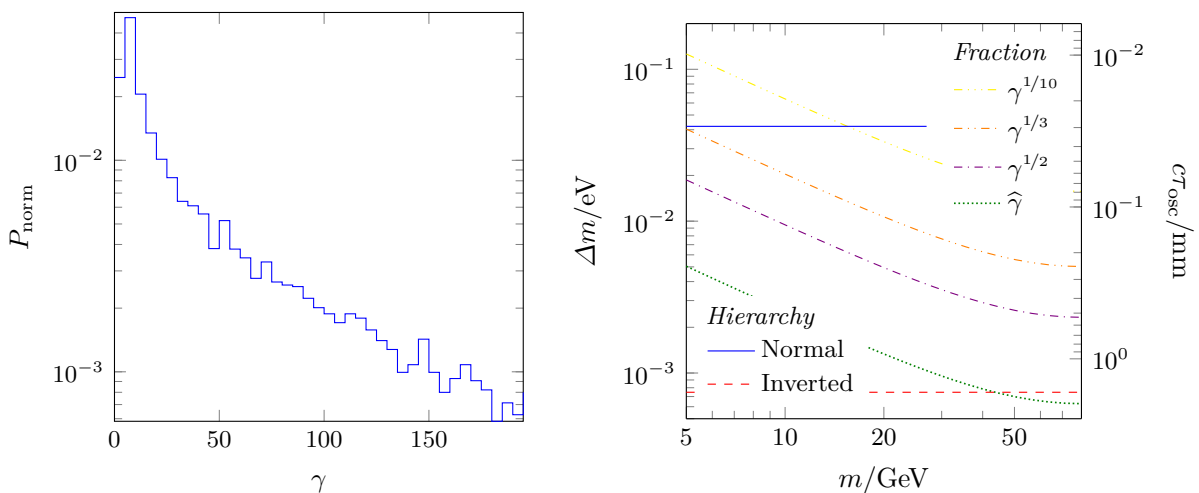 10⁻²
10⁻³
P_norm
0
50
100
150
γ
10⁻¹
10⁻²
10⁻³
Δm/eV
5
10
20
50
m/GeV
10⁻²
10⁻¹
10⁰
cτ_osc/mm
Fraction
γ^1/10
γ^1/3
γ^1/2
γ̂
Hierarchy
Normal
Inverted